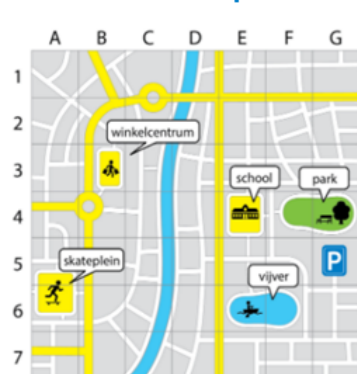 A B C D E F G
1
2
winkelcentrum
3
school park
4
skateplein
5
P
vijver
6
7